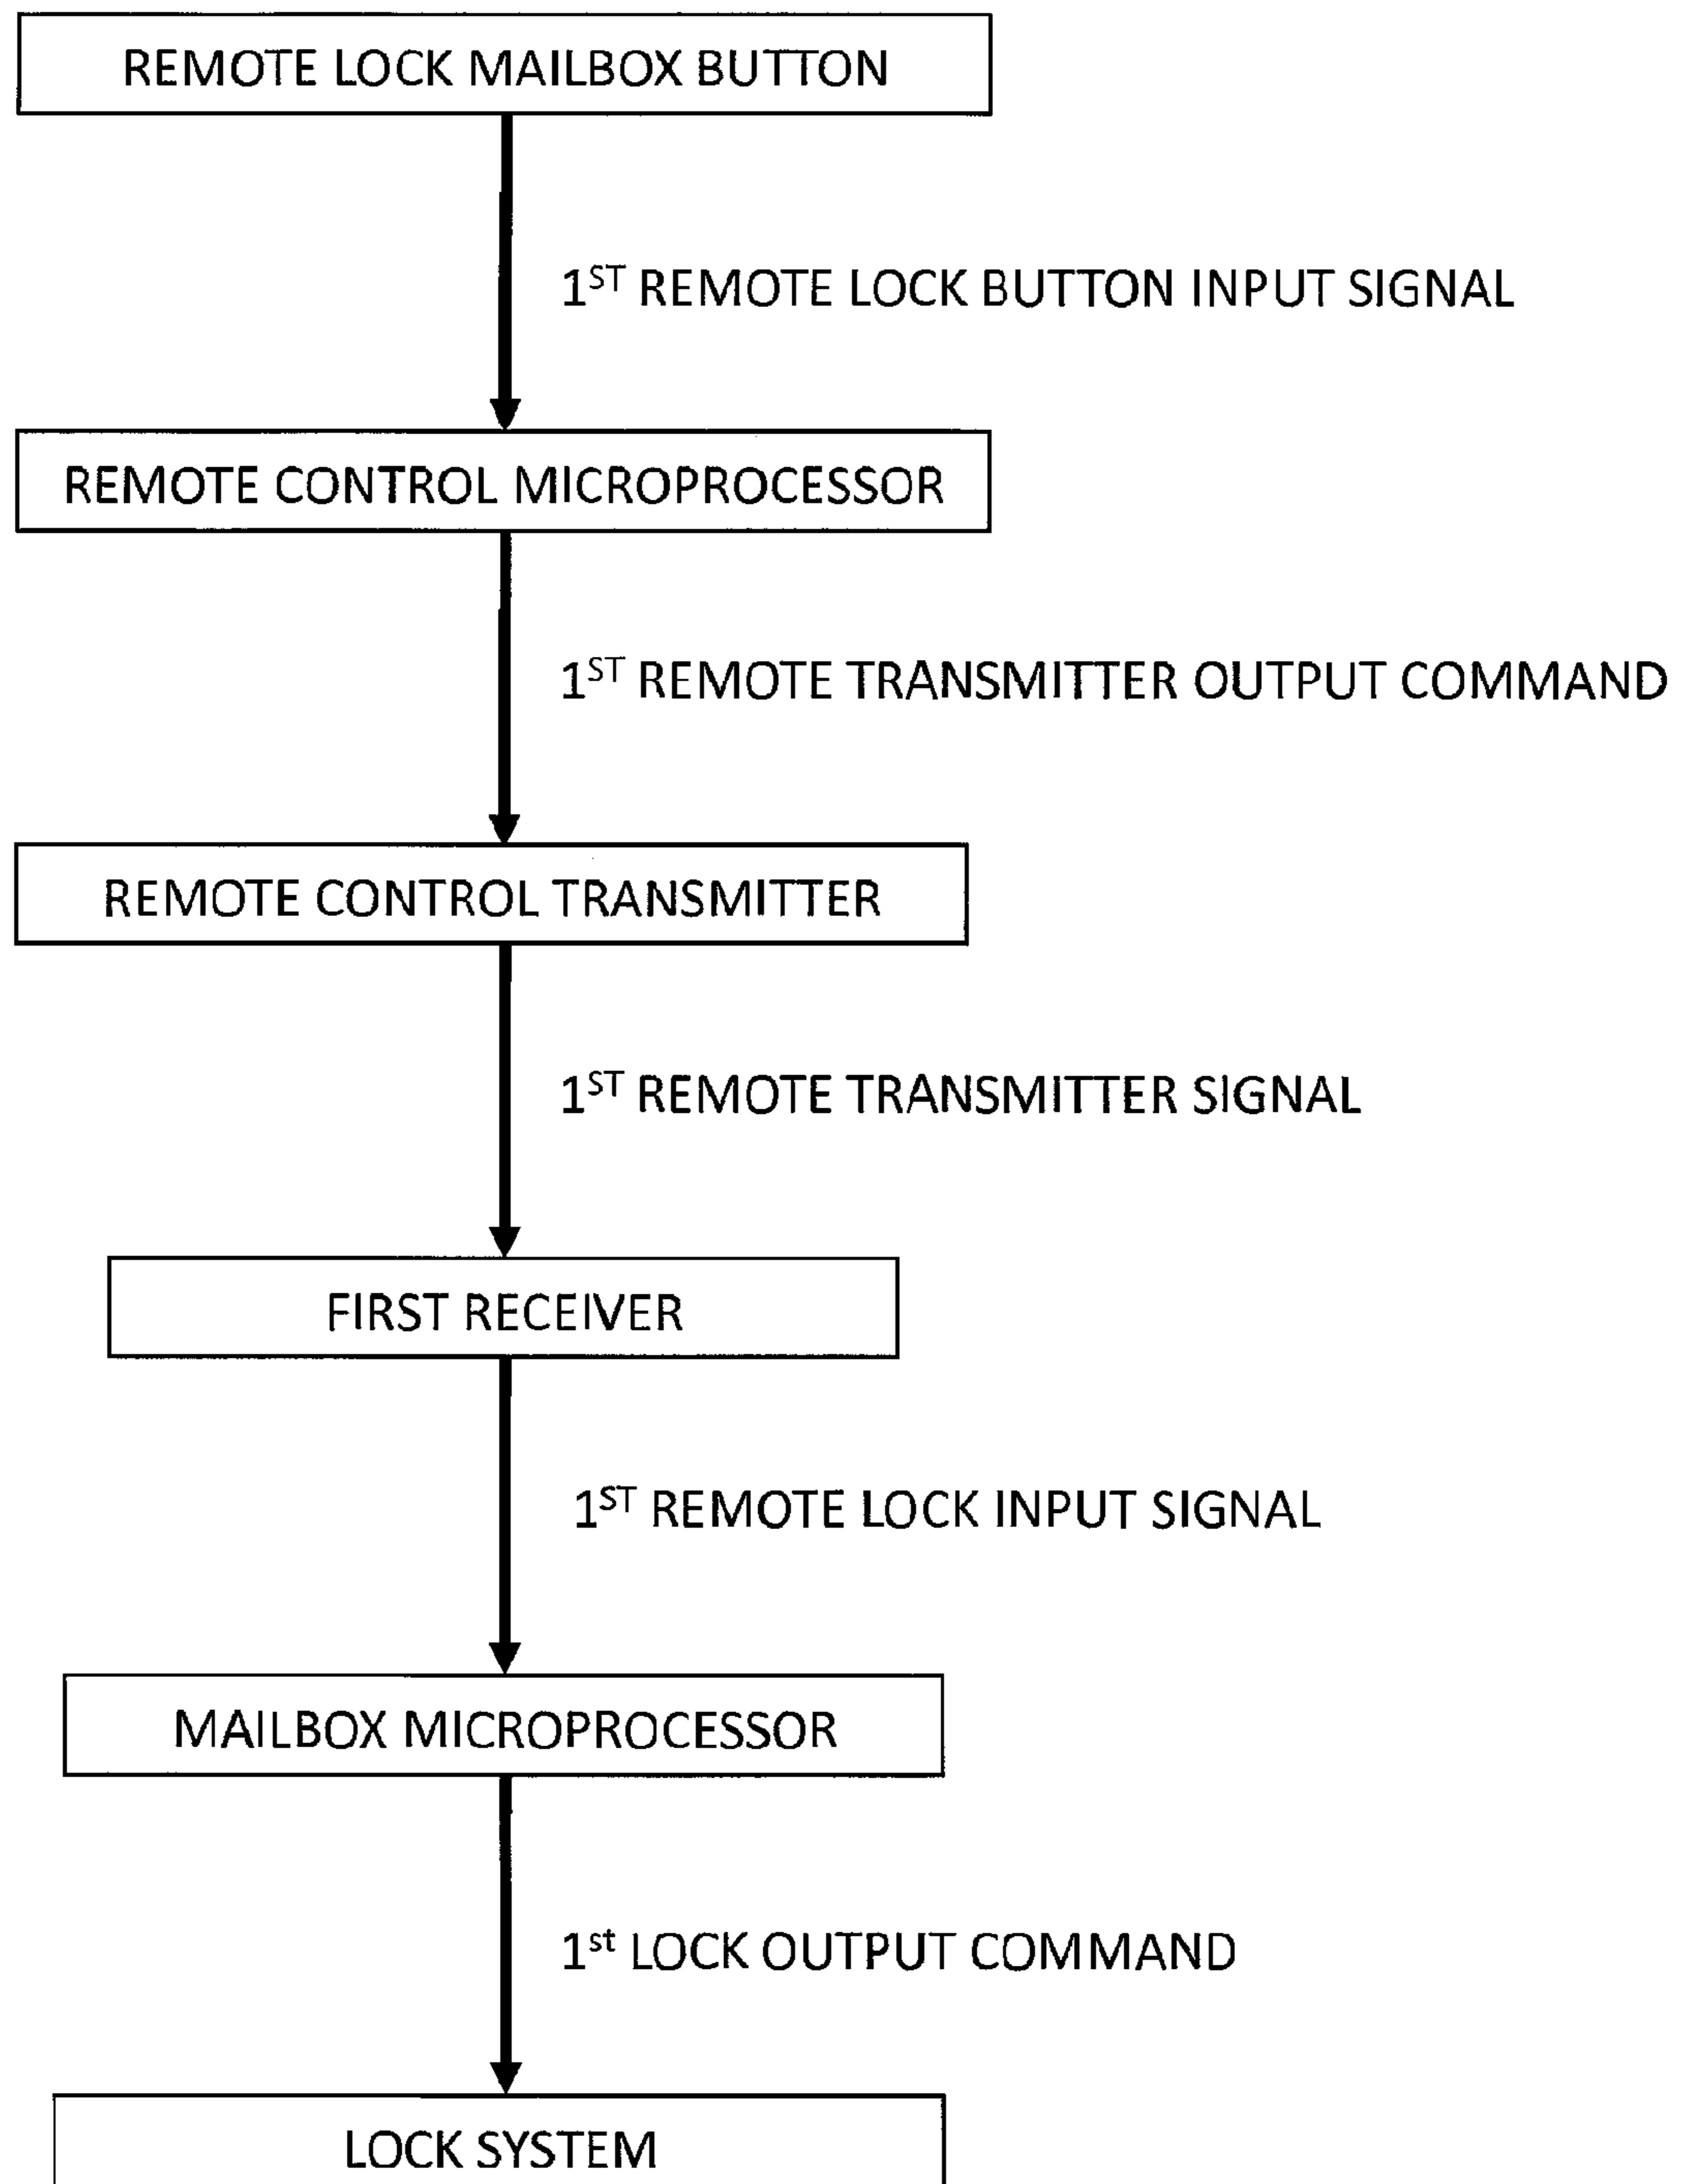 REMOTE LOCK MAILBOX BUTTON
1ST REMOTE LOCK BUTTON INPUT SIGNAL
REMOTE CONTROL MICROPROCESSOR
1ST REMOTE TRANSMITTER OUTPUT COMMAND
REMOTE CONTROL TRANSMITTER
1ST REMOTE TRANSMITTER SIGNAL
FIRST RECEIVER
1ST REMOTE LOCK INPUT SIGNAL
MAILBOX MICROPROCESSOR
1st LOCK OUTPUT COMMAND
LOCK SYSTEM